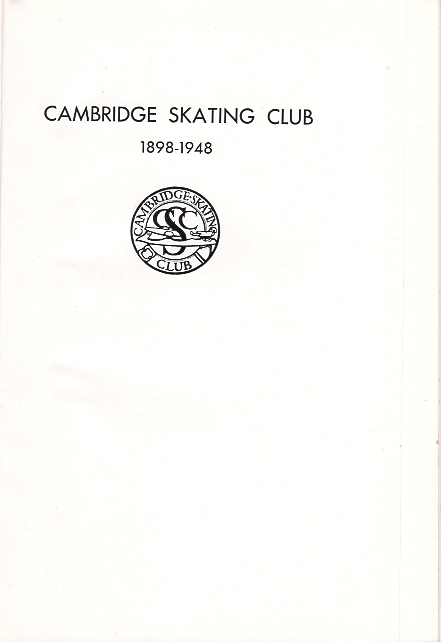 CAMBRIDGE SKATING CLUB
1898-1948
CAMBRIDGE·SKATING
CSC
CLUB